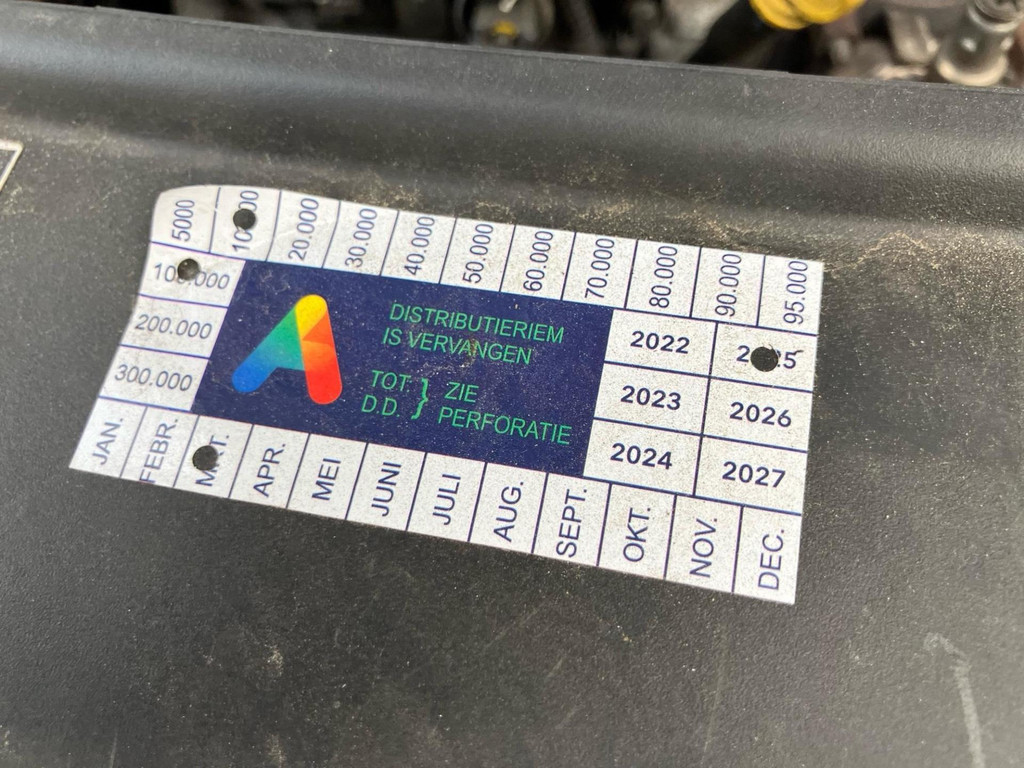 5000
20.000
30.000
40.000
50.000
60.000
70.000
80.000
90.000
95.000
100.000
200.000
300.000
DISTRIBUTIERIEM
IS VERVANGEN
TOT
D.D. } ZIE
PERFORATIE
2022
2025
2023
2026
2024
2027
JAN.
FEBR.
APR.
MEI
JUNI
JULI
AUG.
SEPT.
OKT.
NOV.
DEC.